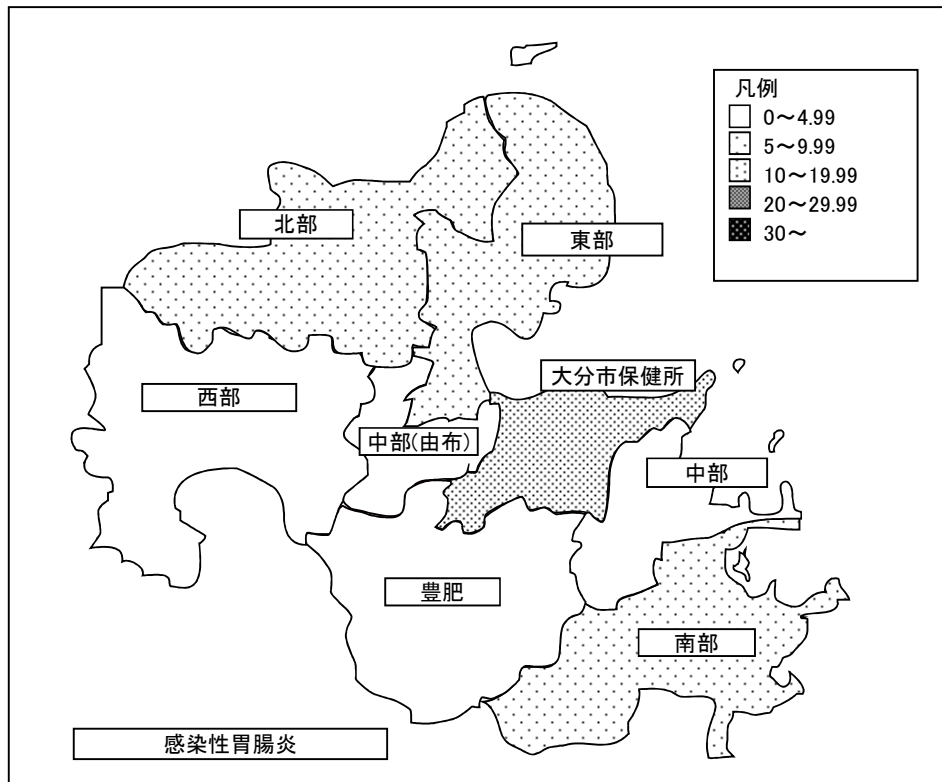 凡例
0～4.99
5～9.99
10～19.99
20～29.99
30～
北部
東部
西部
大分市保健所
中部(由布)
中部
豊肥
南部
感染性胃腸炎